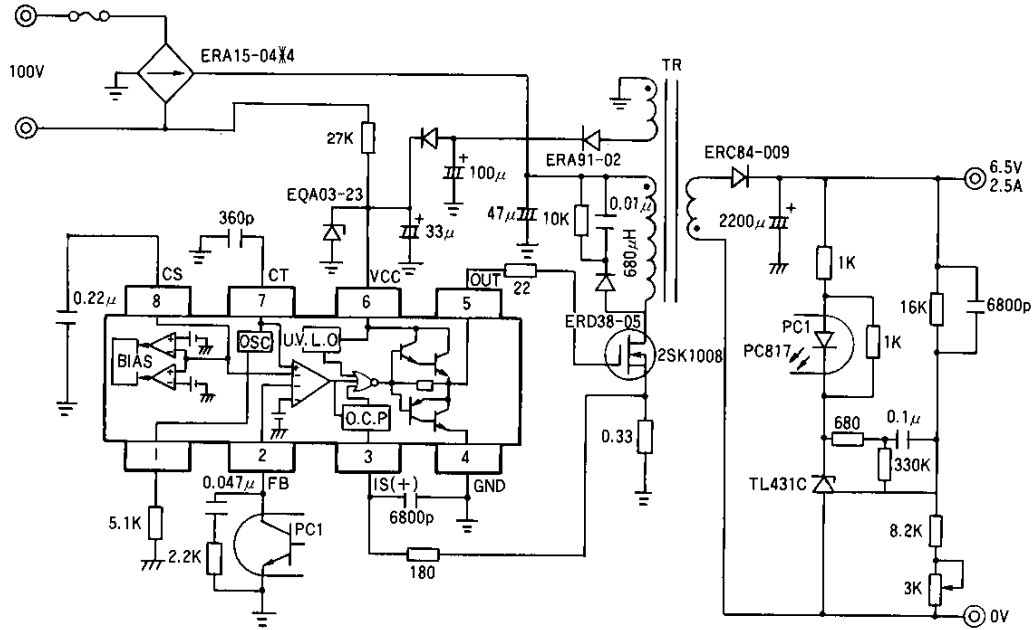 ERA15-04※4
TR
100V
27K
ERA91-02
ERC84-009
6.5V
2.5A
100μ
EQA03-23
0.01μ
47μ
10K
2200μ
360p
33μ
680μH
1K
CS
CT
VCC
OUT
22
16K
6800p
0.22μ
8
7
6
5
ERD38-05
PC1
PC817
1K
OSC
U.V.L.O
2SK1008
BIAS
O.C.P
0.33
680
0.1μ
330K
1
2
3
4
0.047μ
FB
IS(+)
GND
TL431C
6800p
5.1K
PC1
8.2K
2.2K
180
3K
0V